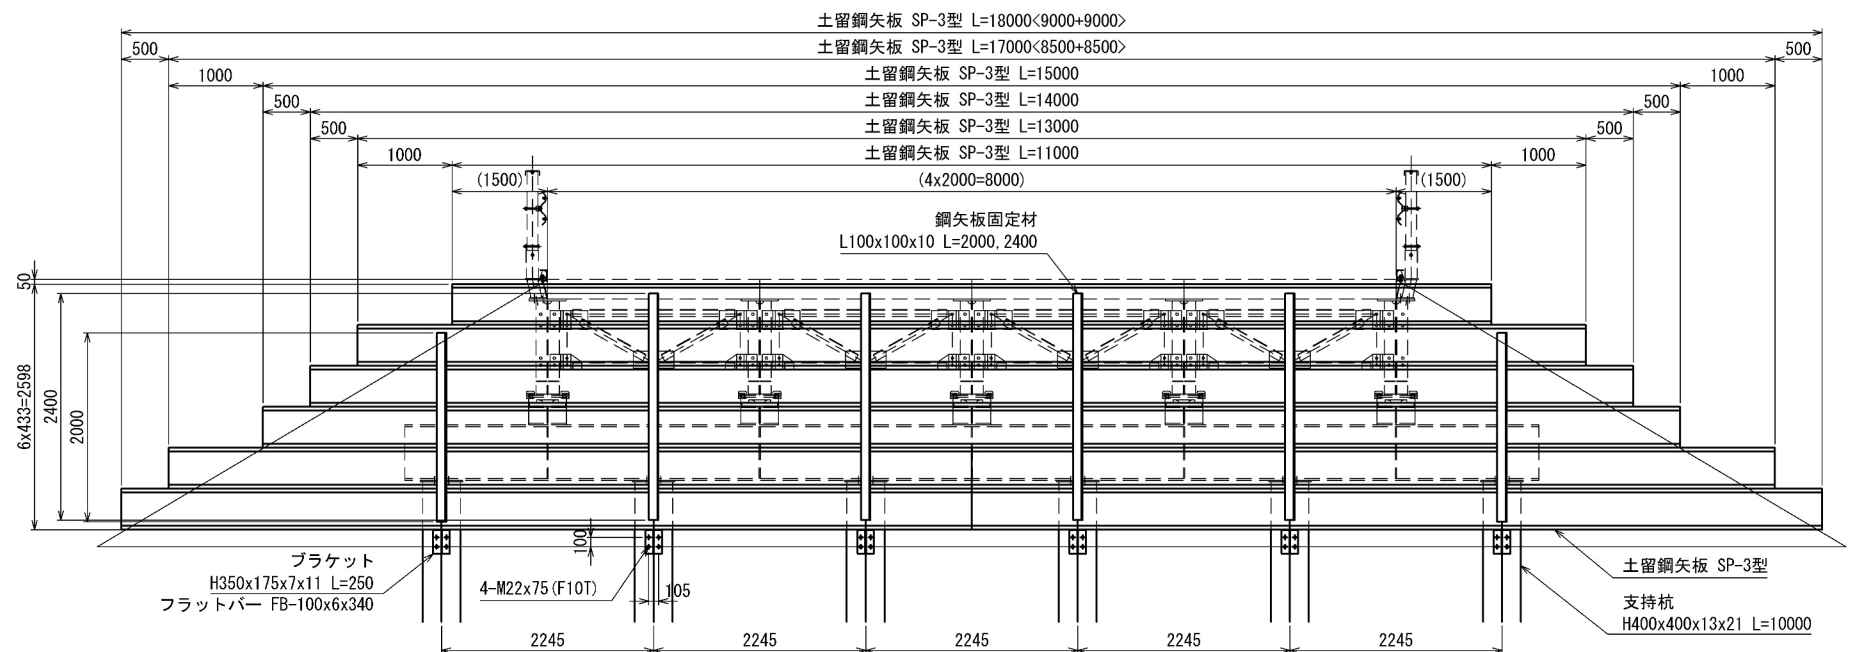 土留鋼矢板 SP-3型 L=18000<9000+9000>
500 土留鋼矢板 SP-3型 L=17000<8500+8500> 500
1000 土留鋼矢板 SP-3型 L=15000 1000
500 土留鋼矢板 SP-3型 L=14000 500
500 土留鋼矢板 SP-3型 L=13000 500
1000 土留鋼矢板 SP-3型 L=11000 1000
(1500) (4x2000=8000) (1500)
鋼矢板固定材
L100x100x10 L=2000,2400
50
6x433=2598
2400
2000
100
105
ブラケット
H350x175x7x11 L=250
フラットバー FB-100x6x340
4-M22x75(F10T)
土留鋼矢板 SP-3型
支持杭
H400x400x13x21 L=10000
2245 2245 2245 2245 2245